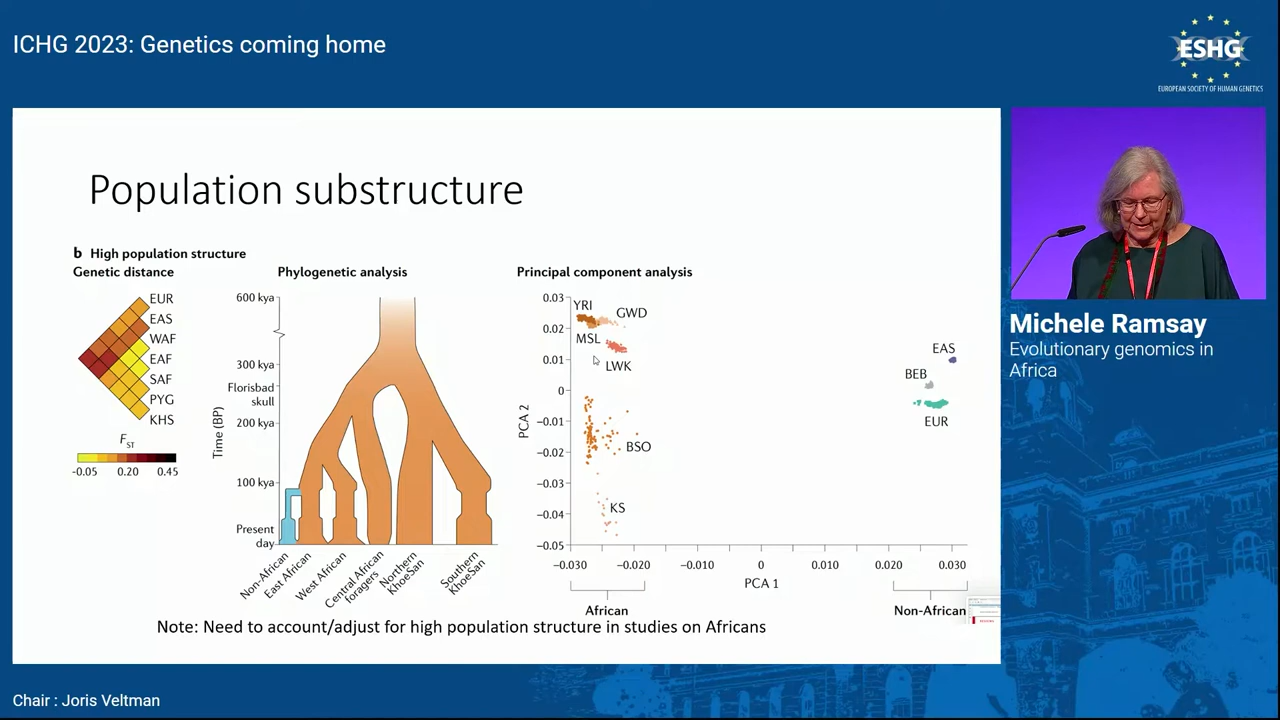 ICHG 2023: Genetics coming home
ESHG
EUROPEAN SOCIETY OF HUMAN GENETICS
Population substructure
b High population structure
Genetic distance
EUR
EAS
WAF
EAF
SAF
PYG
KHS
FST
-0.05 0.20 0.45
Phylogenetic analysis
Time (BP)
600 kya
300 kya
Florisbad
skull
200 kya
100 kya
Present
day
Non-African
East African
West African
Central African
foragers
Northern
KhoeSan
Southern
KhoeSan
Principal component analysis
PCA 2
0.03
0.02
0.01
0
−0.01
−0.02
−0.03
−0.04
−0.05
YRI
GWD
MSL
LWK
BSO
KS
EAS
BEB
EUR
−0.030 −0.020 −0.010 0 0.010 0.020 0.030
PCA 1
African
Non-African
Note: Need to account/adjust for high population structure in studies on Africans
Michele Ramsay
Evolutionary genomics in
Africa
Chair : Joris Veltman